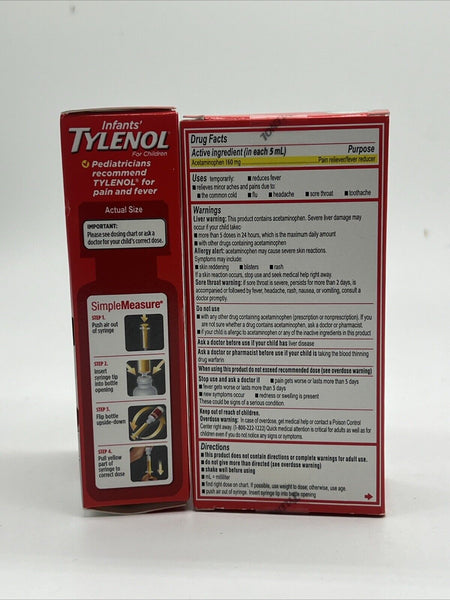 Infants'
TYLENOL
For Children
Pediatricians
recommend
TYLENOL® for
pain and fever
Actual Size
IMPORTANT:
Please see dosing chart or ask a
doctor for your child's correct dose.
SimpleMeasure®
STEP 1.
Push air out
of syringe
STEP 2.
Insert
syringe tip
into bottle
opening
STEP 3.
Flip bottle
upside-down
STEP 4.
Pull yellow
part of
syringe to
correct dose
Drug Facts
Active ingredient (in each 5 mL) Purpose
Acetaminophen 160 mg Pain reliever/fever reducer
Uses temporarily: ■ reduces fever
■ relieves minor aches and pains due to:
■ the common cold ■ flu ■ headache ■ sore throat ■ toothache
Warnings
Liver warning: This product contains acetaminophen. Severe liver damage may
occur if your child takes:
■ more than 5 doses in 24 hours, which is the maximum daily amount
■ with other drugs containing acetaminophen
Allergy alert: acetaminophen may cause severe skin reactions.
Symptoms may include:
■ skin reddening ■ blisters ■ rash
If a skin reaction occurs, stop use and seek medical help right away.
Sore throat warning: if sore throat is severe, persists for more than 2 days, is
accompanied or followed by fever, headache, rash, nausea, or vomiting, consult a
doctor promptly.
Do not use
■ with any other drug containing acetaminophen (prescription or nonprescription). If you
are not sure whether a drug contains acetaminophen, ask a doctor or pharmacist.
■ if your child is allergic to acetaminophen or any of the inactive ingredients in this product
Ask a doctor before use if your child has liver disease
Ask a doctor or pharmacist before use if your child is taking the blood thinning
drug warfarin
When using this product do not exceed recommended dose (see overdose warning)
Stop use and ask a doctor if ■ pain gets worse or lasts more than 5 days
■ fever gets worse or lasts more than 3 days
■ new symptoms occur ■ redness or swelling is present
These could be signs of a serious condition.
Keep out of reach of children.
Overdose warning: In case of overdose, get medical help or contact a Poison Control
Center right away. (1-800-222-1222) Quick medical attention is critical for adults as well as for
children even if you do not notice any signs or symptoms.
Directions
■ this product does not contain directions or complete warnings for adult use.
■ do not give more than directed (see overdose warning)
■ shake well before using
■ mL = milliliter
■ find right dose on chart. If possible, use weight to dose; otherwise, use age.
■ push air out of syringe. Insert syringe tip into bottle opening